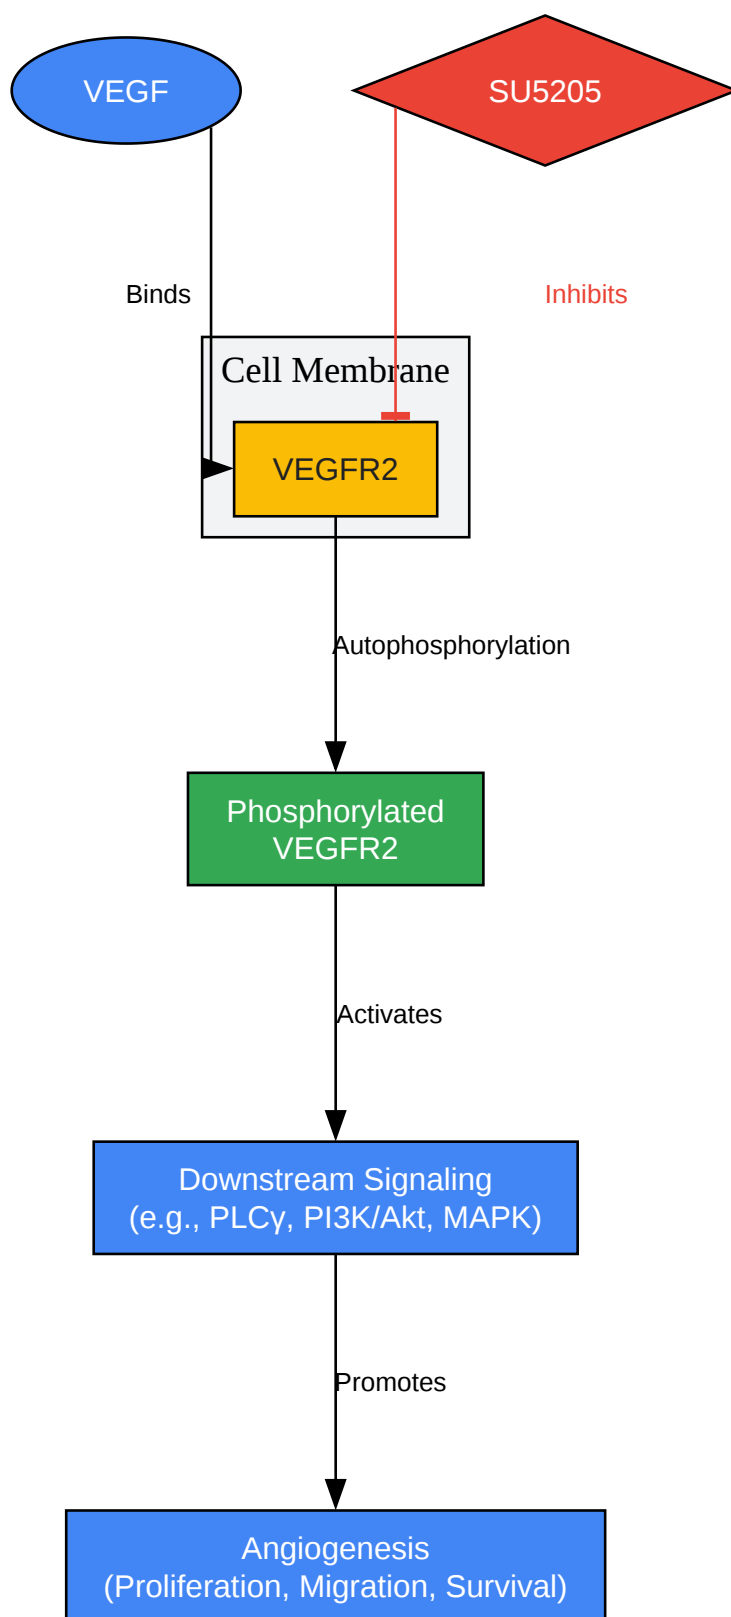 VEGF
SU5205
Binds
Inhibits
Cell Membrane
VEGFR2
Autophosphorylation
Phosphorylated
VEGFR2
Activates
Downstream Signaling
(e.g., PLCγ, PI3K/Akt, MAPK)
Promotes
Angiogenesis
(Proliferation, Migration, Survival)